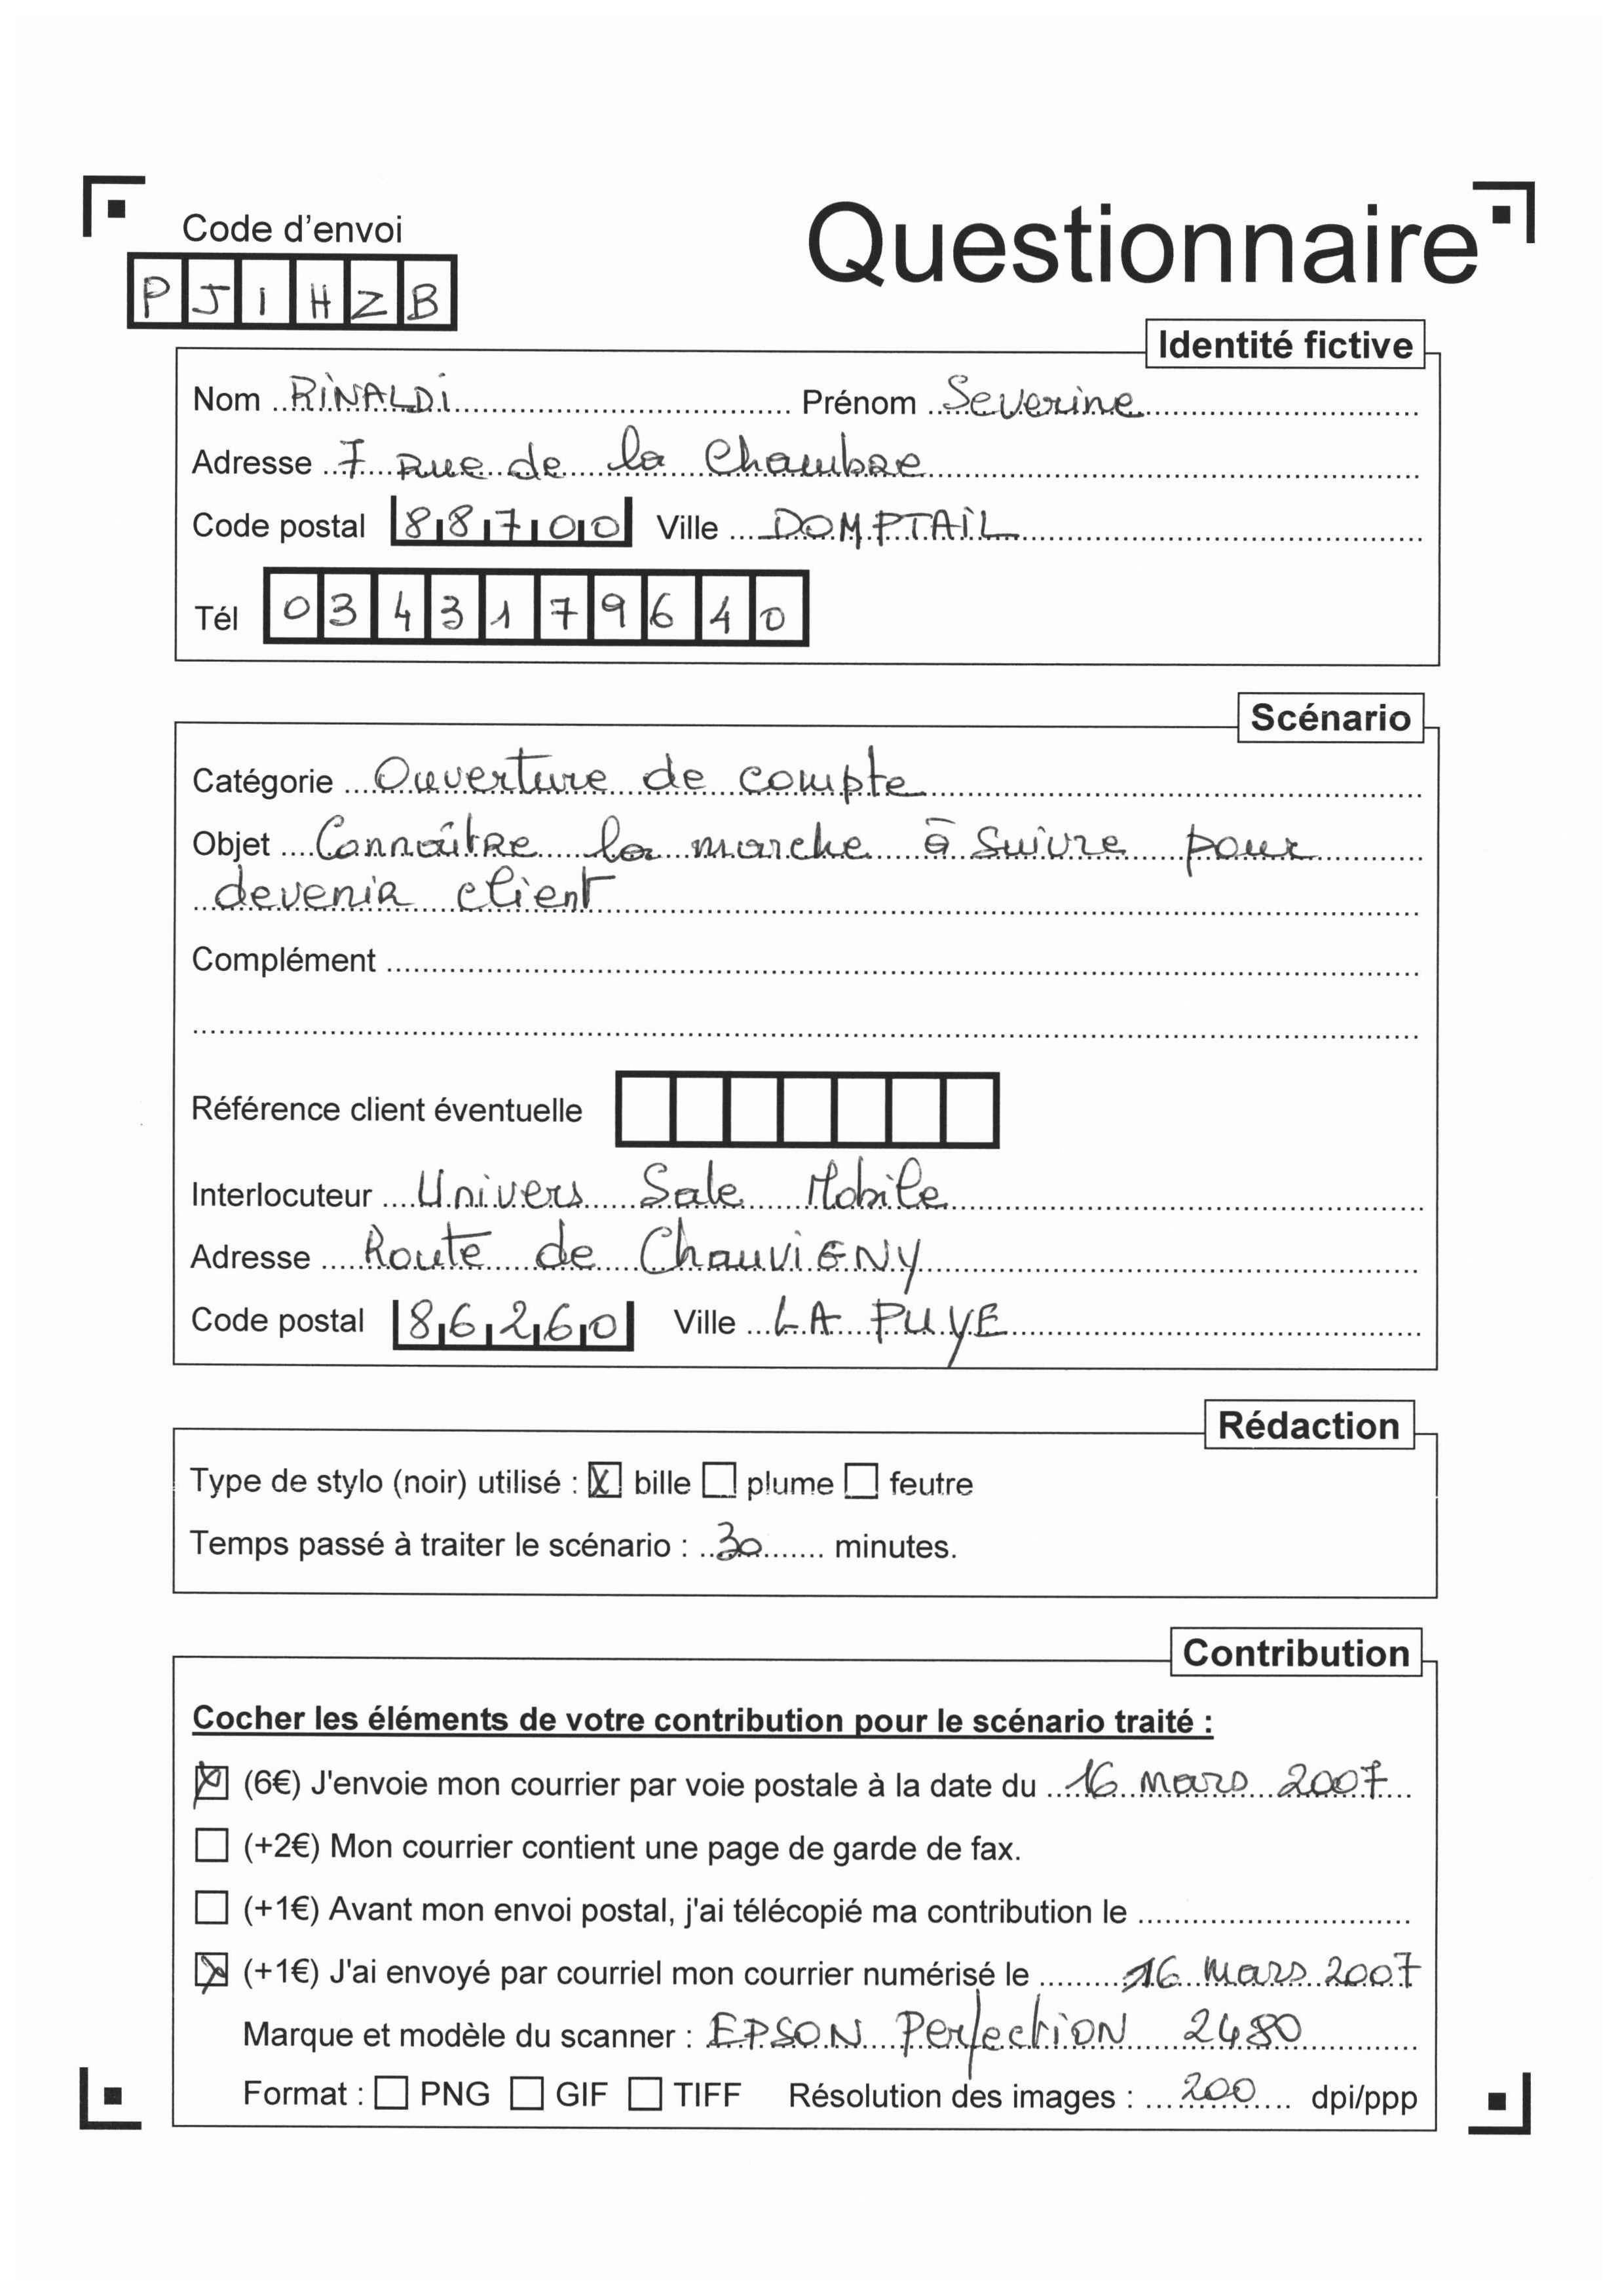 Code d'envoi
Questionnaire
PJIHZB
Identité fictive
Nom RINALDI Prénom Severine
Adresse 7 Rue de la Chambre
Code postal 88700 Ville DOMPTAIL
Tél 0343179640
Scénario
Catégorie Ouverture de compte
Objet Connaître la marche à suivre pour
devenir client
Complément
Référence client éventuelle
Interlocuteur Univers Sale Mobile
Adresse Route de Chauvigny
Code postal 86260 Ville LA PUYE
Rédaction
Type de stylo (noir) utilisé : X bille plume feutre
Temps passé à traiter le scénario : 30 minutes.
Contribution
Cocher les éléments de votre contribution pour le scénario traité :
X (6€) J'envoie mon courrier par voie postale à la date du 16 mars 2007
(+2€) Mon courrier contient une page de garde de fax.
(+1€) Avant mon envoi postal, j'ai télécopié ma contribution le
X (+1€) J'ai envoyé par courriel mon courrier numérisé le 16 mars 2007
Marque et modèle du scanner : EPSON Perfection 2480
Format : PNG GIF TIFF Résolution des images : 200 dpi/ppp